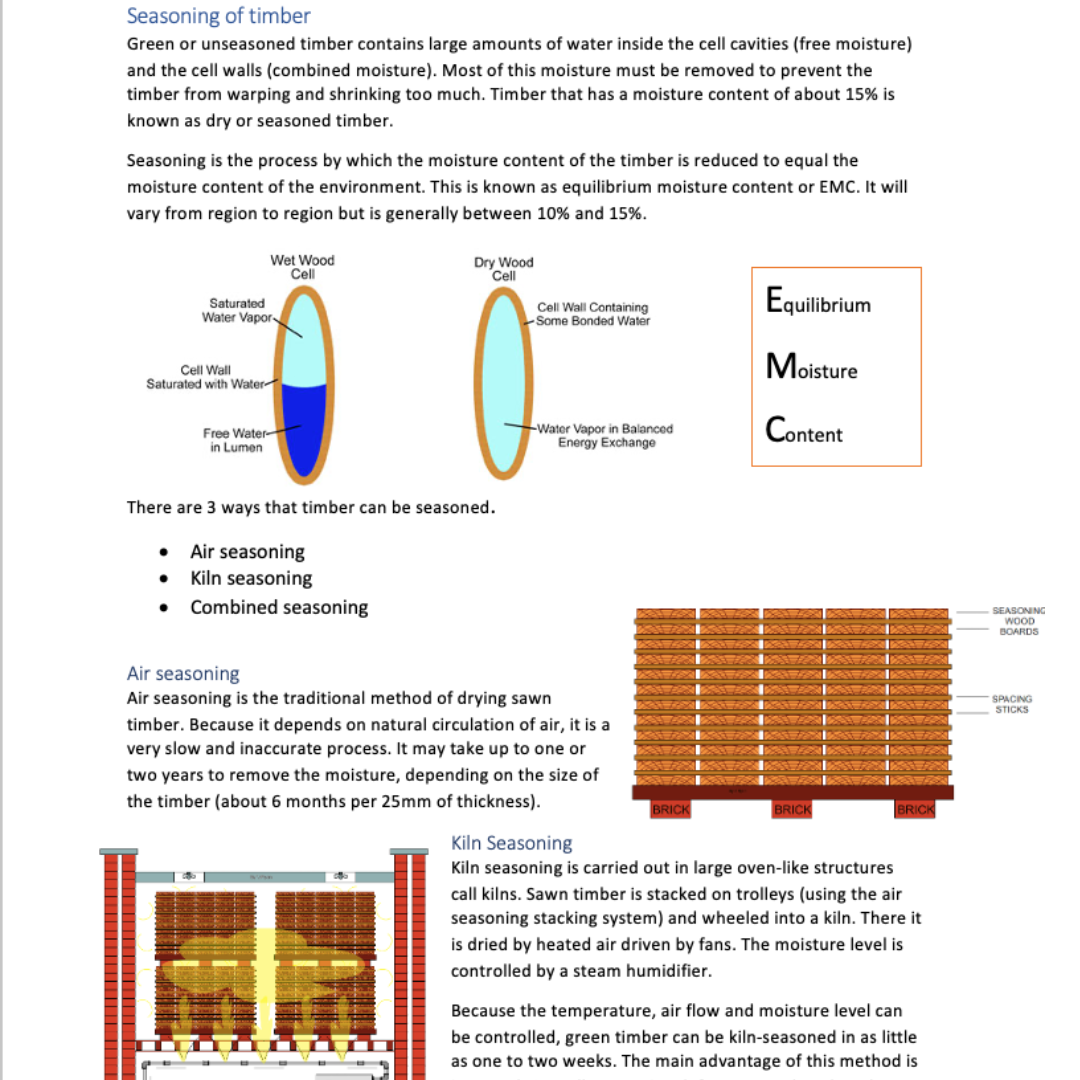 Seasoning of timber
Green or unseasoned timber contains large amounts of water inside the cell cavities (free moisture)
and the cell walls (combined moisture). Most of this moisture must be removed to prevent the
timber from warping and shrinking too much. Timber that has a moisture content of about 15% is
known as dry or seasoned timber.
Seasoning is the process by which the moisture content of the timber is reduced to equal the
moisture content of the environment. This is known as equilibrium moisture content or EMC. It will
vary from region to region but is generally between 10% and 15%.
Wet Wood
Cell
Saturated
Water Vapor
Cell Wall
Saturated with Water
Free Water
in Lumen
Dry Wood
Cell
Cell Wall Containing
Some Bonded Water
Water Vapor in Balanced
Energy Exchange
Equilibrium
Moisture
Content
There are 3 ways that timber can be seasoned.
• Air seasoning
• Kiln seasoning
• Combined seasoning
SEASONING
WOOD
BOARDS
SPACING
STICKS
BRICK
BRICK
BRICK
Air seasoning
Air seasoning is the traditional method of drying sawn
timber. Because it depends on natural circulation of air, it is a
very slow and inaccurate process. It may take up to one or
two years to remove the moisture, depending on the size of
the timber (about 6 months per 25mm of thickness).
Kiln Seasoning
Kiln seasoning is carried out in large oven-like structures
call kilns. Sawn timber is stacked on trolleys (using the air
seasoning stacking system) and wheeled into a kiln. There it
is dried by heated air driven by fans. The moisture level is
controlled by a steam humidifier.
Because the temperature, air flow and moisture level can
be controlled, green timber can be kiln-seasoned in as little
as one to two weeks. The main advantage of this method is